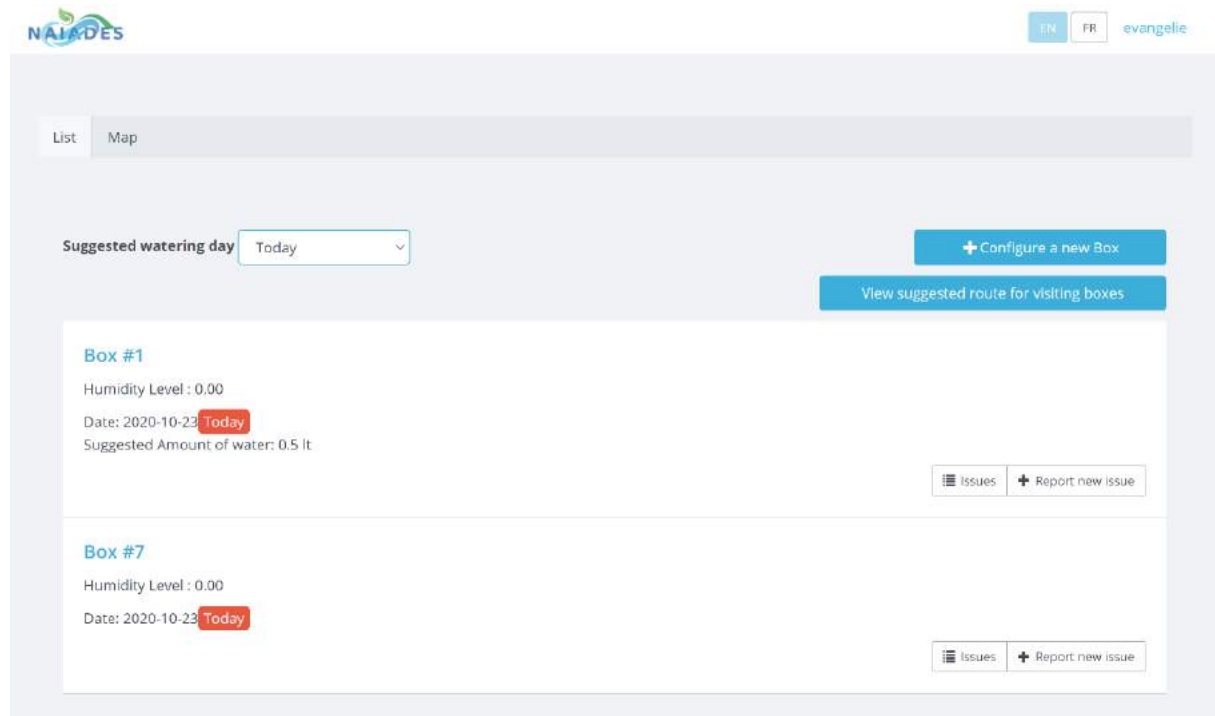 NAIADES
EN FR evangelie
List Map
Suggested watering day Today
+ Configure a new Box
View suggested route for visiting boxes
Box #1
Humidity Level : 0.00
Date: 2020-10-23 Today
Suggested Amount of water: 0.5 lt
Issues + Report new issue
Box #7
Humidity Level : 0.00
Date: 2020-10-23 Today
Issues + Report new issue